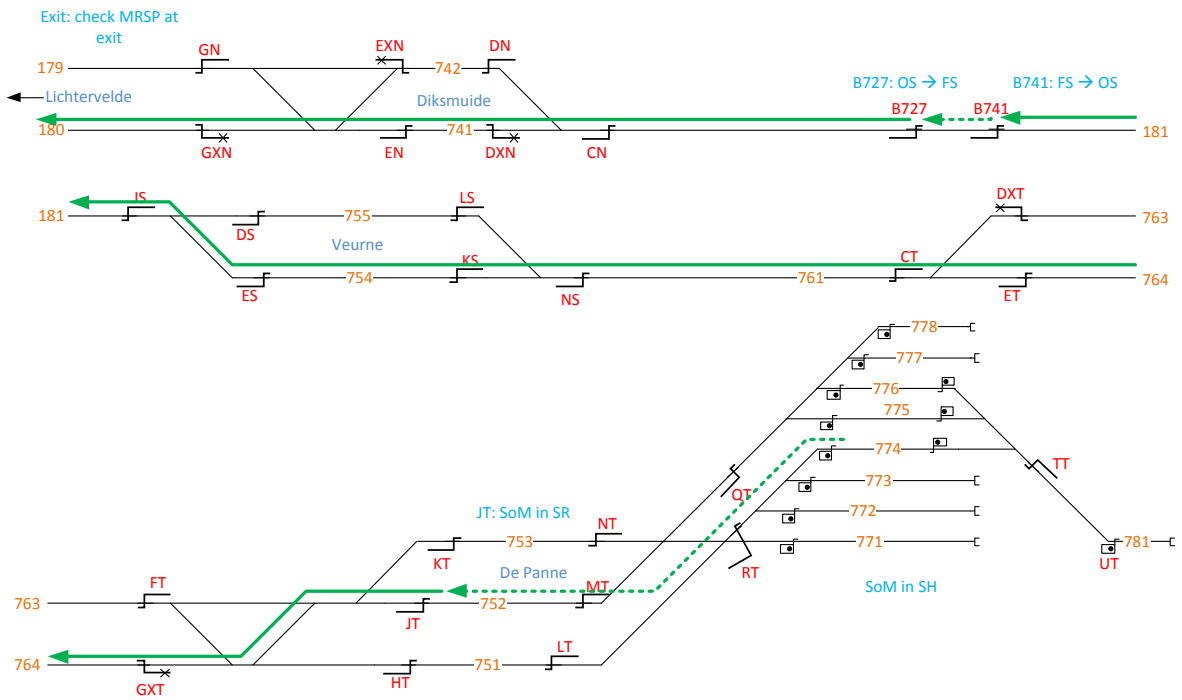 Exit: check MRSP at
exit
GN
EXN
DN
179
742
B727: OS → FS
B741: FS → OS
Lichtervelde
Diksmuide
B727
B741
180
741
181
GXN
EN
DXN
CN
JS
LS
DXT
181
755
763
DS
Veurne
KS
CT
754
761
764
ES
NS
ET
778
777
776
775
774
TT
QT
773
JT: SoM in SR
772
NT
753
771
781
KT
RT
UT
De Panne
FT
MT
SoM in SH
763
752
JT
LT
764
751
GXT
HT